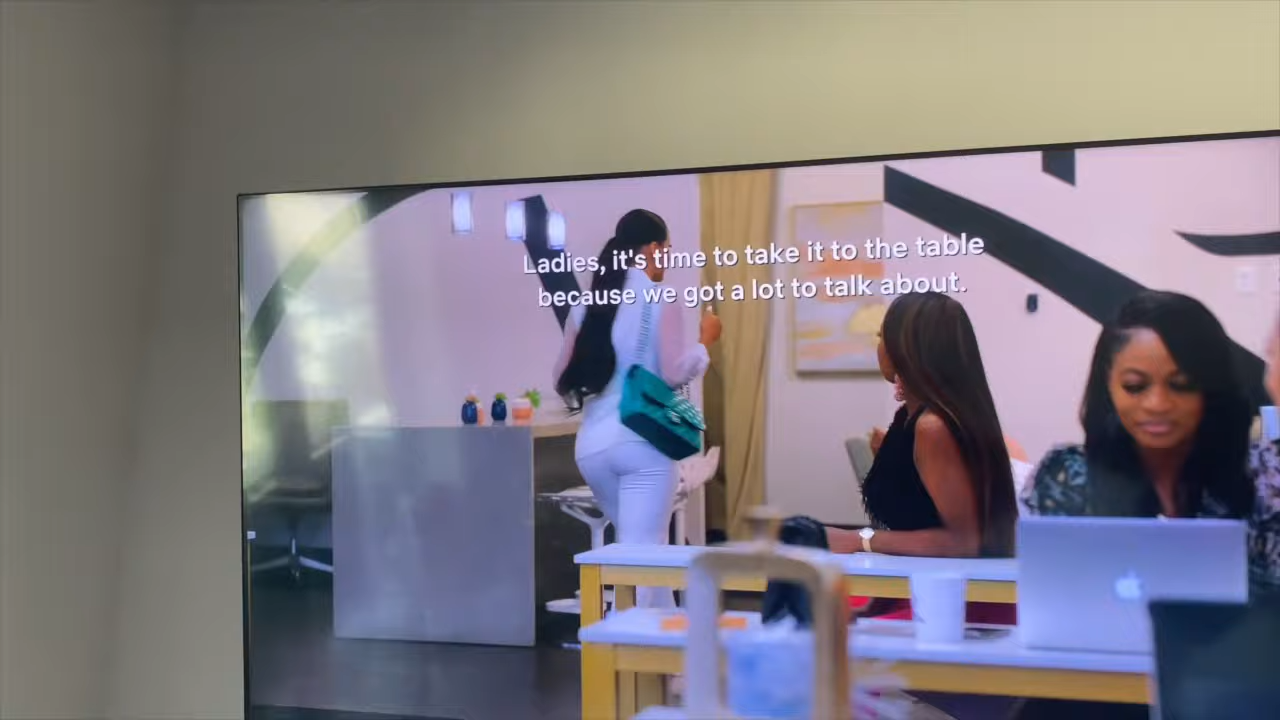 Ladies, it's time to take it to the table
because we got a lot to talk about.